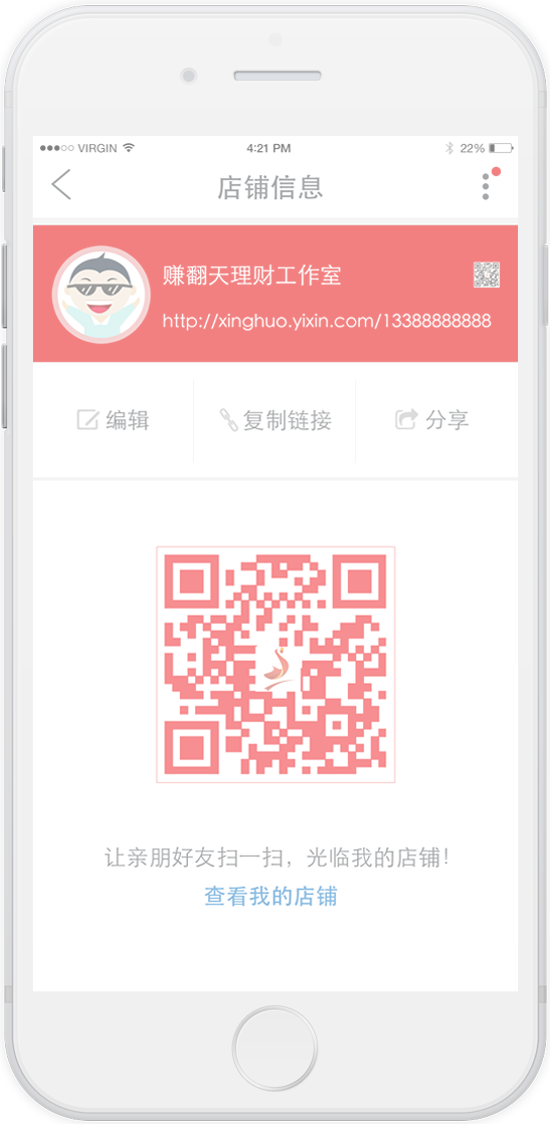 VIRGIN 4:21 PM 22%
店铺信息
赚翻天理财工作室
http://xinghuo.yixin.com/13388888888
编辑 复制链接 分享
让亲朋好友扫一扫，光临我的店铺！
查看我的店铺